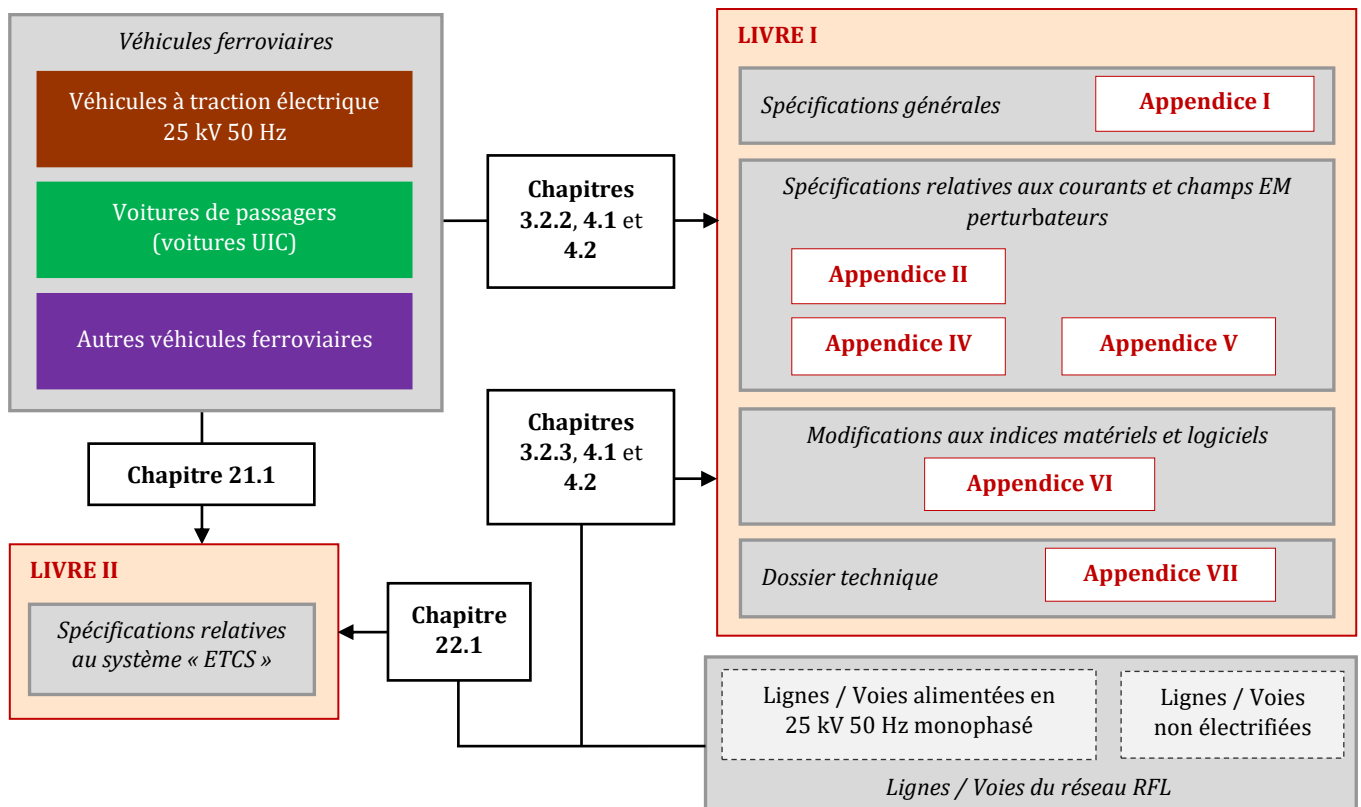 Véhicules ferroviaires
Véhicules à traction électrique
25 kV 50 Hz
Voitures de passagers
(voitures UIC)
Autres véhicules ferroviaires
Chapitre 21.1
LIVRE II
Spécifications relatives
au système « ETCS »
Chapitres
3.2.2, 4.1 et
4.2
Chapitres
3.2.3, 4.1 et
4.2
Chapitre
22.1
LIVRE I
Spécifications générales
Appendice I
Spécifications relatives aux courants et champs EM
perturbateurs
Appendice II
Appendice IV
Appendice V
Modifications aux indices matériels et logiciels
Appendice VI
Dossier technique
Appendice VII
Lignes / Voies alimentées en
25 kV 50 Hz monophasé
Lignes / Voies
non électrifiées
Lignes / Voies du réseau RFL